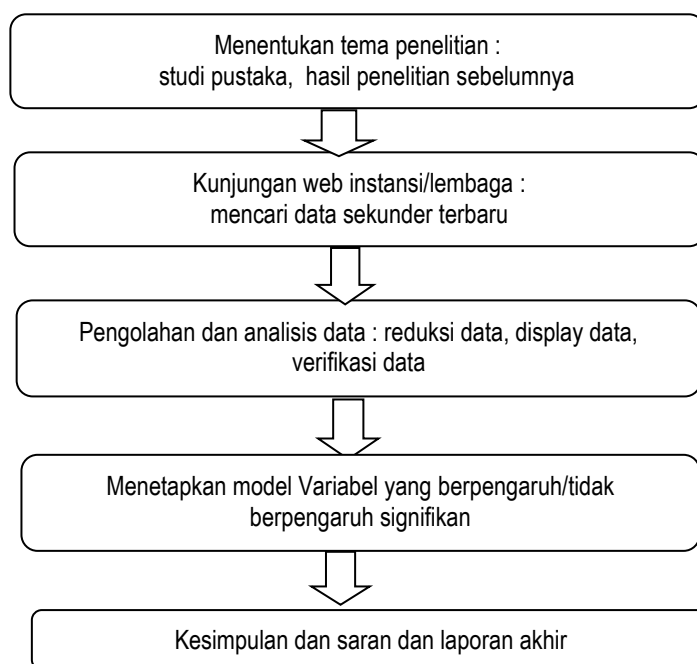 Menentukan tema penelitian :
studi pustaka, hasil penelitian sebelumnya
Kunjungan web instansi/lembaga :
mencari data sekunder terbaru
Pengolahan dan analisis data : reduksi data, display data,
verifikasi data
Menetapkan model Variabel yang berpengaruh/tidak
berpengaruh signifikan
Kesimpulan dan saran dan laporan akhir